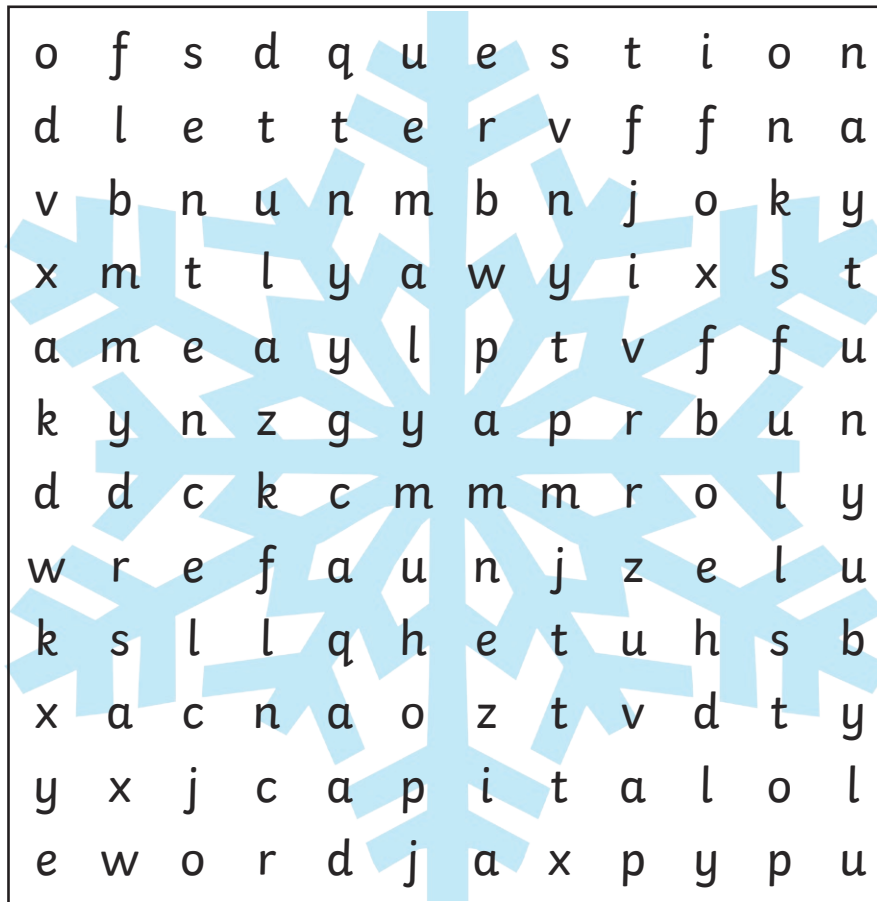 o f s d q u e s t i o n
d l e t t e r v f f n a
v b n u n m b n j o k y
x m t l y a w y i x s t
a m e a y l p t v f f u
k y n z g y a p r b u n
d d c k c m m m r o l y
w r e f a u n j z e l u
k s l l q h e t u h s b
x a c n a o z t v d t y
y x j c a p i t a l o l
e w o r d j a x p y p u